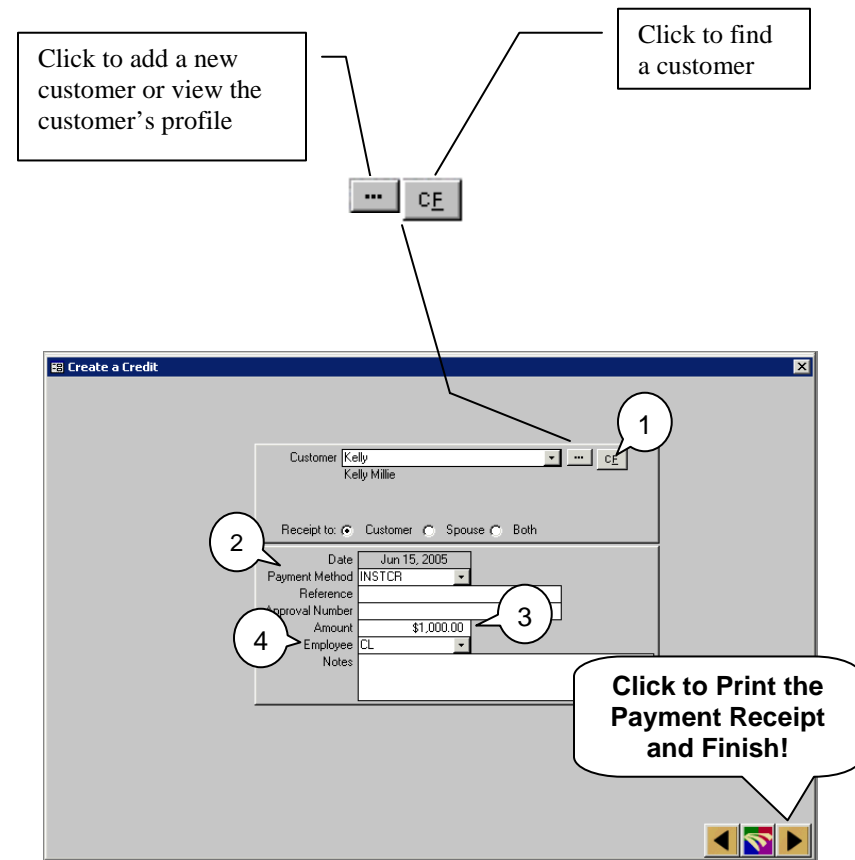 Click to add a new
customer or view the
customer's profile
Click to find
a customer
... CF
Create a Credit
1
Customer Kelly ... CF
Kelly Millie
Receipt to: Customer Spouse Both
2
Date Jun 15, 2005
Payment Method INSTCR
Reference
Approval Number
3
Amount $1,000.00
4
Employee CL
Notes
Click to Print the
Payment Receipt
and Finish!